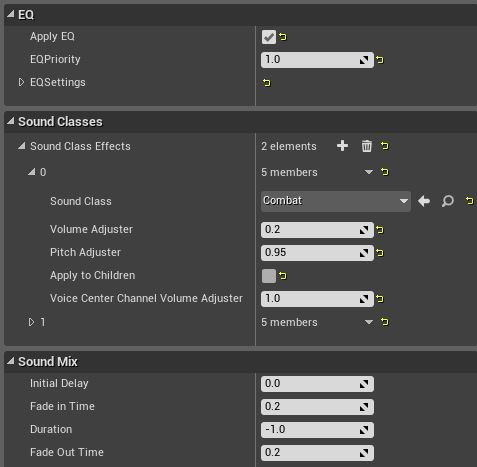 EQ
Apply EQ
EQPriority 1.0
EQSettings
Sound Classes
Sound Class Effects 2 elements
0 5 members
Sound Class Combat
Volume Adjuster 0.2
Pitch Adjuster 0.95
Apply to Children
Voice Center Channel Volume Adjuster 1.0
1 5 members
Sound Mix
Initial Delay 0.0
Fade in Time 0.2
Duration -1.0
Fade Out Time 0.2